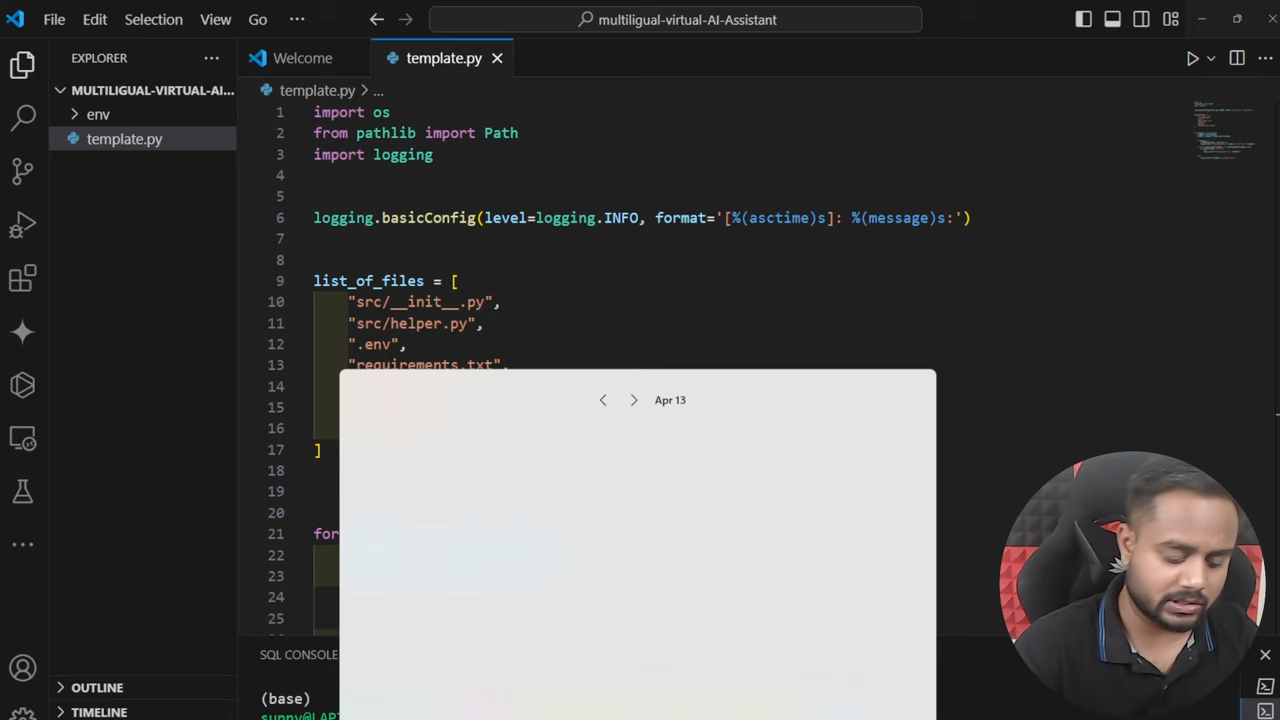 File Edit Selection View Go ··· multiligual-virtual-AI-Assistant
EXPLORER ···
Welcome
template.py
MULTILIGUAL-VIRTUAL-AI-...
env
template.py
OUTLINE
TIMELINE
template.py > ...
1 import os
2 from pathlib import Path
3 import logging
4
5
6 logging.basicConfig(level=logging.INFO, format='[%(asctime)s]: %(message)s:')
7
8
9 list_of_files = [
10 "src/__init__.py",
11 "src/helper.py",
12 ".env",
13 "requirements.txt",
14
15
16
17 ]
18
19
20
21 for
22
23
24
25
Apr 13
SQL CONSOLE
(base)